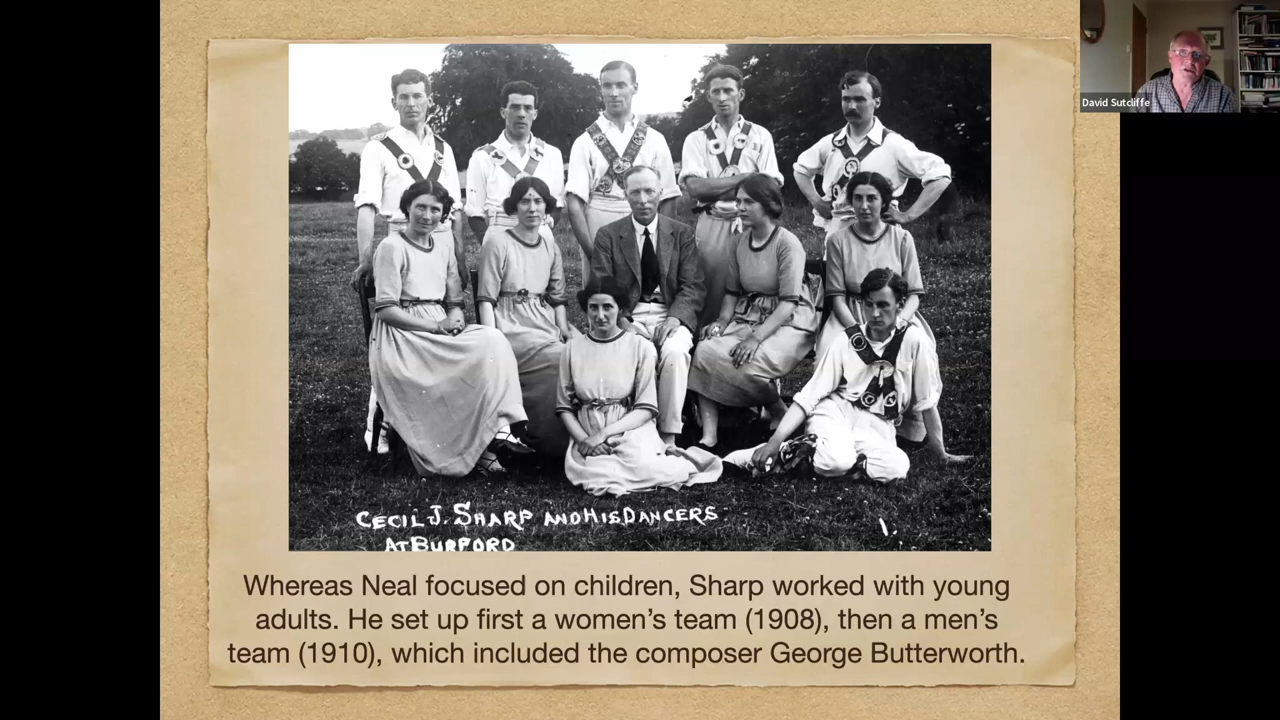 David Sutcliffe
CECIL J. SHARP AND HIS DANCERS
AT BURFORD
1.
Whereas Neal focused on children, Sharp worked with young
adults. He set up first a women’s team (1908), then a men’s
team (1910), which included the composer George Butterworth.